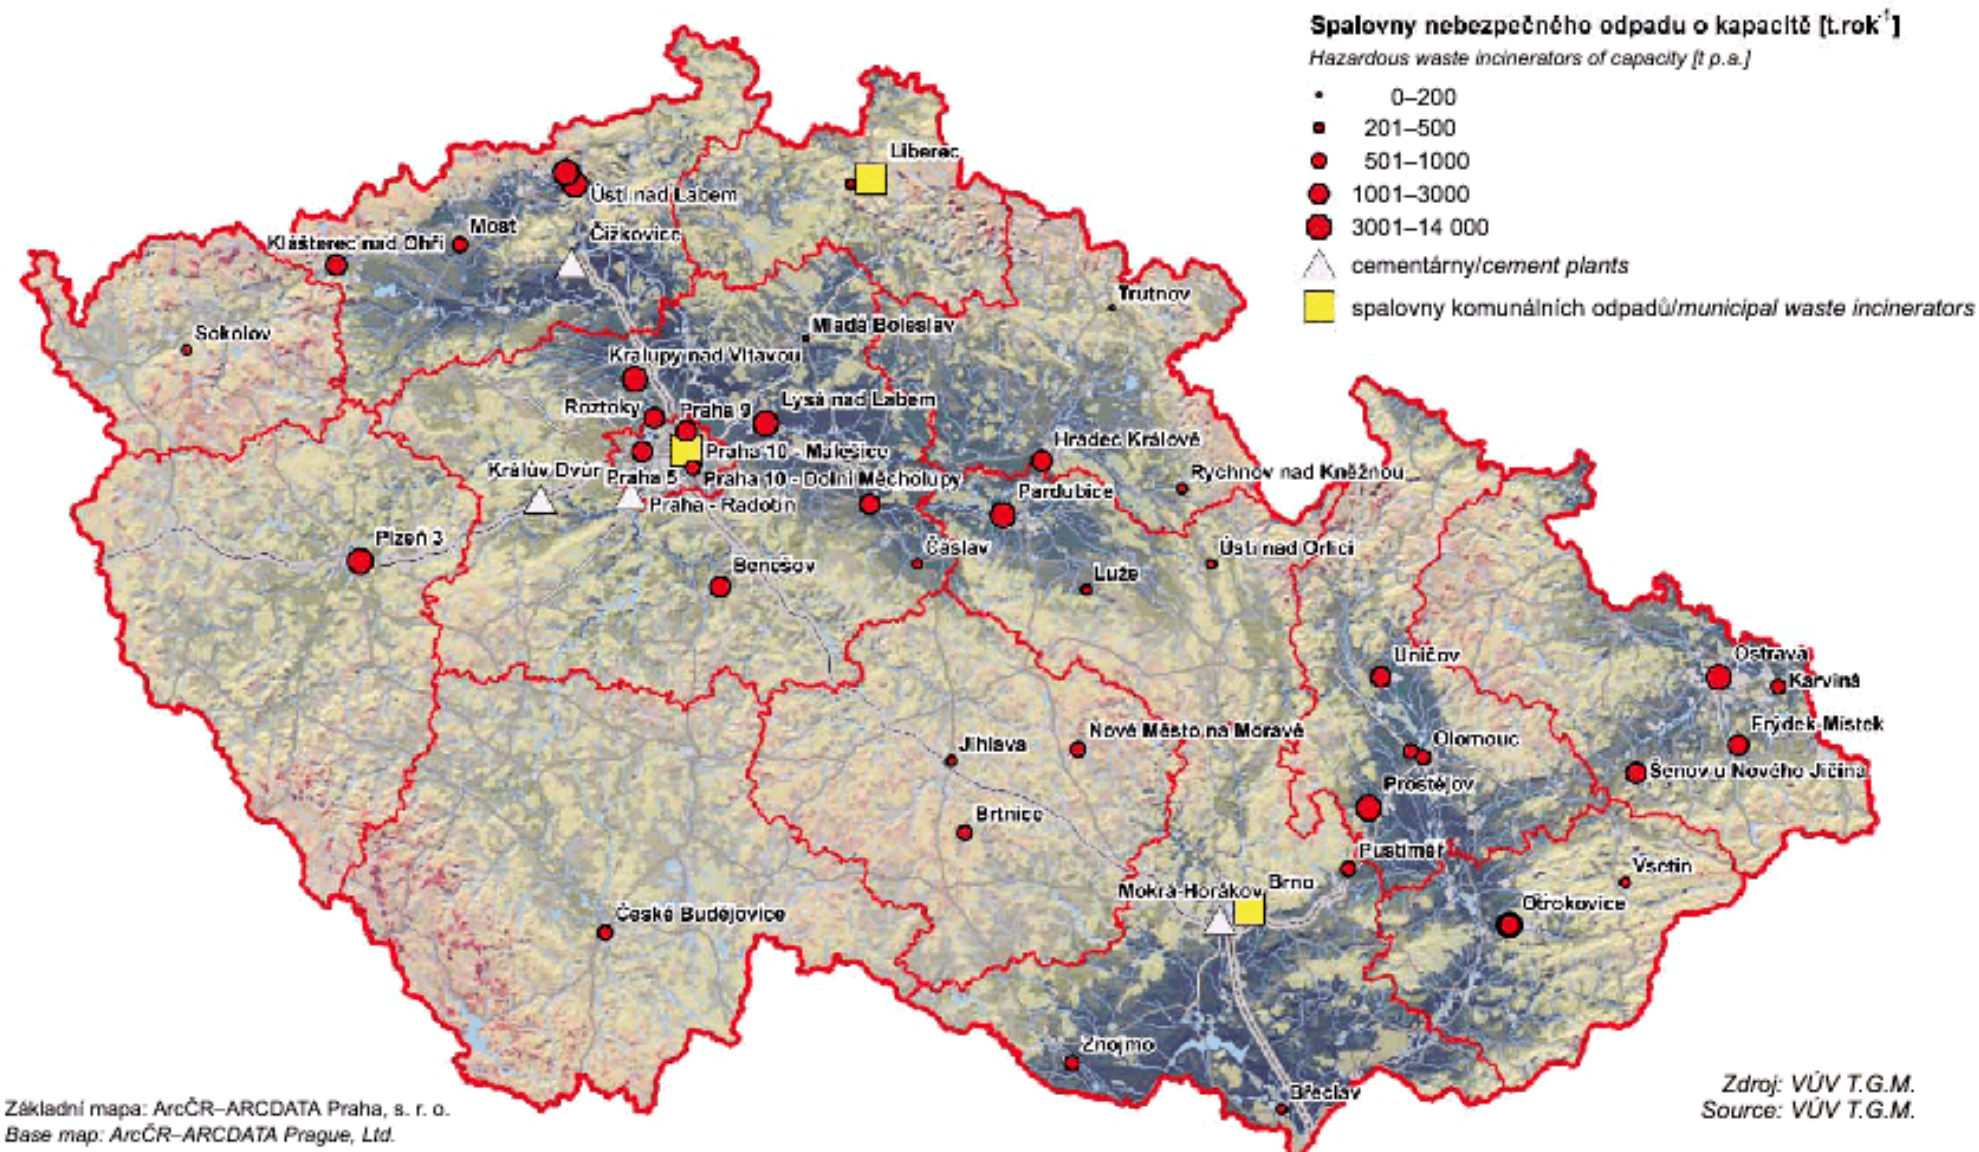 Spalovny nebezpečného odpadu o kapacitě [t.rok⁻¹]
Hazardous waste incinerators of capacity [t p.a.]
0–200
201–500
501–1000
1001–3000
3001–14 000
cementárny/cement plants
spalovny komunálních odpadů/municipal waste incinerators
Liberec
Ústí nad Labem
Most
Čížkovice
Klášterec nad Ohří
Trutnov
Sokolov
Mladá Boleslav
Kralupy nad Vltavou
Roztoky
Praha 9
Lysá nad Labem
Hradec Králové
Praha 10 - Malešice
Králův Dvůr
Praha 5
Praha 10 - Dolní Měcholupy
Rychnov nad Kněžnou
Pardubice
Praha - Radotín
Plzeň 3
Čáslav
Ústí nad Orlicí
Benešov
Luže
Uničov
Ostrava
Karviná
Frýdek-Místek
Nové Město na Moravě
Jihlava
Olomouc
Šenov u Nového Jičína
Prostějov
Brtnice
Pustiměř
Vsetín
Mokrá-Horákov
Brno
Otrokovice
České Budějovice
Znojmo
Břeclav
Základní mapa: ArcČR–ARCDATA Praha, s. r. o.
Base map: ArcČR–ARCDATA Prague, Ltd.
Zdroj: VÚV T.G.M.
Source: VÚV T.G.M.